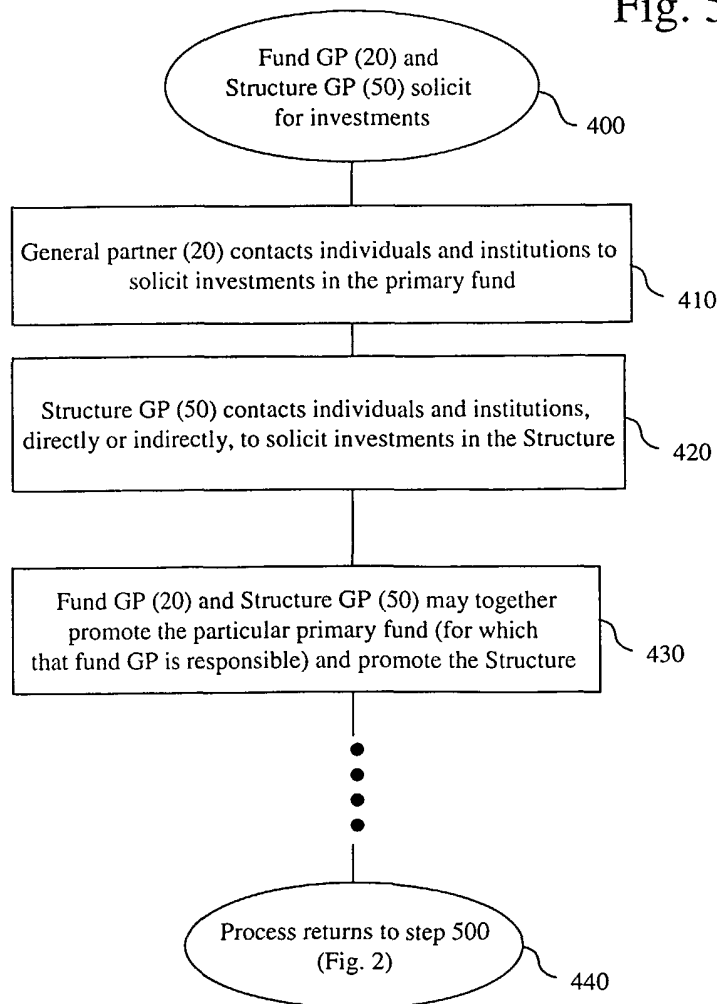 Fig. 5
Fund GP (20) and
Structure GP (50) solicit
for investments
400
General partner (20) contacts individuals and institutions to
solicit investments in the primary fund
410
Structure GP (50) contacts individuals and institutions,
directly or indirectly, to solicit investments in the Structure
420
Fund GP (20) and Structure GP (50) may together
promote the particular primary fund (for which
that fund GP is responsible) and promote the Structure
430
Process returns to step 500
(Fig. 2)
440